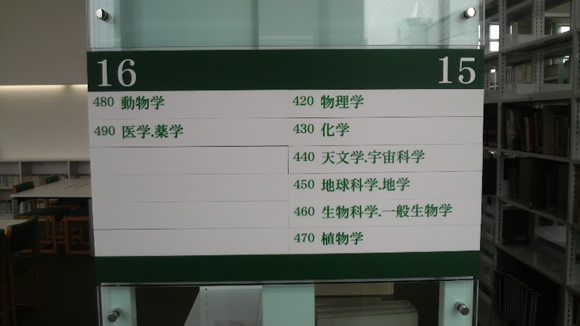 16
480 動物学
490 医学.薬学
15
420 物理学
430 化学
440 天文学.宇宙科学
450 地球科学.地学
460 生物科学.一般生物学
470 植物学